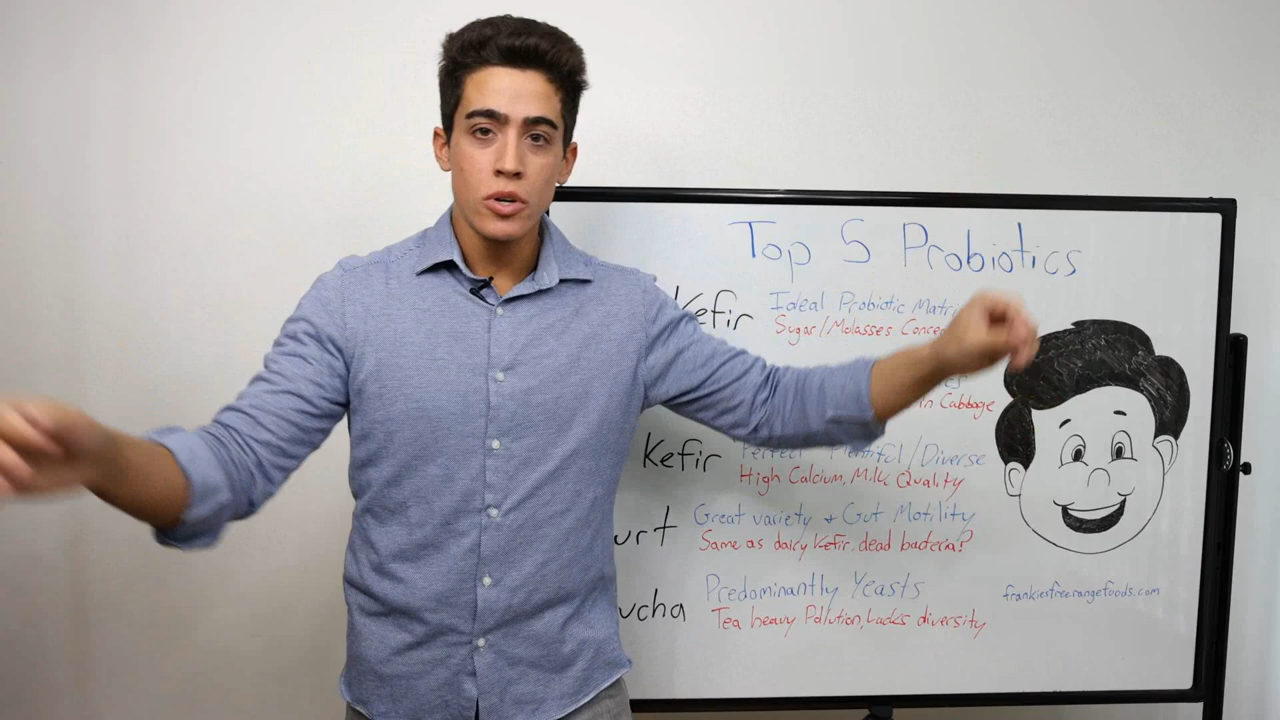 Top 5 Probiotics
Kefir Ideal Probiotic
Sugar/Molasses
in Cabbage
Kefir Perfect Plentiful/Diverse
High Calcium, Milk Quality
urt Great variety + Gut Motility
Same as dairy Kefir. dead bacteria?
ucha Predominantly Yeasts
Tea heavy Pollution, Lacks diversity
frankiesfreerangefoods.com